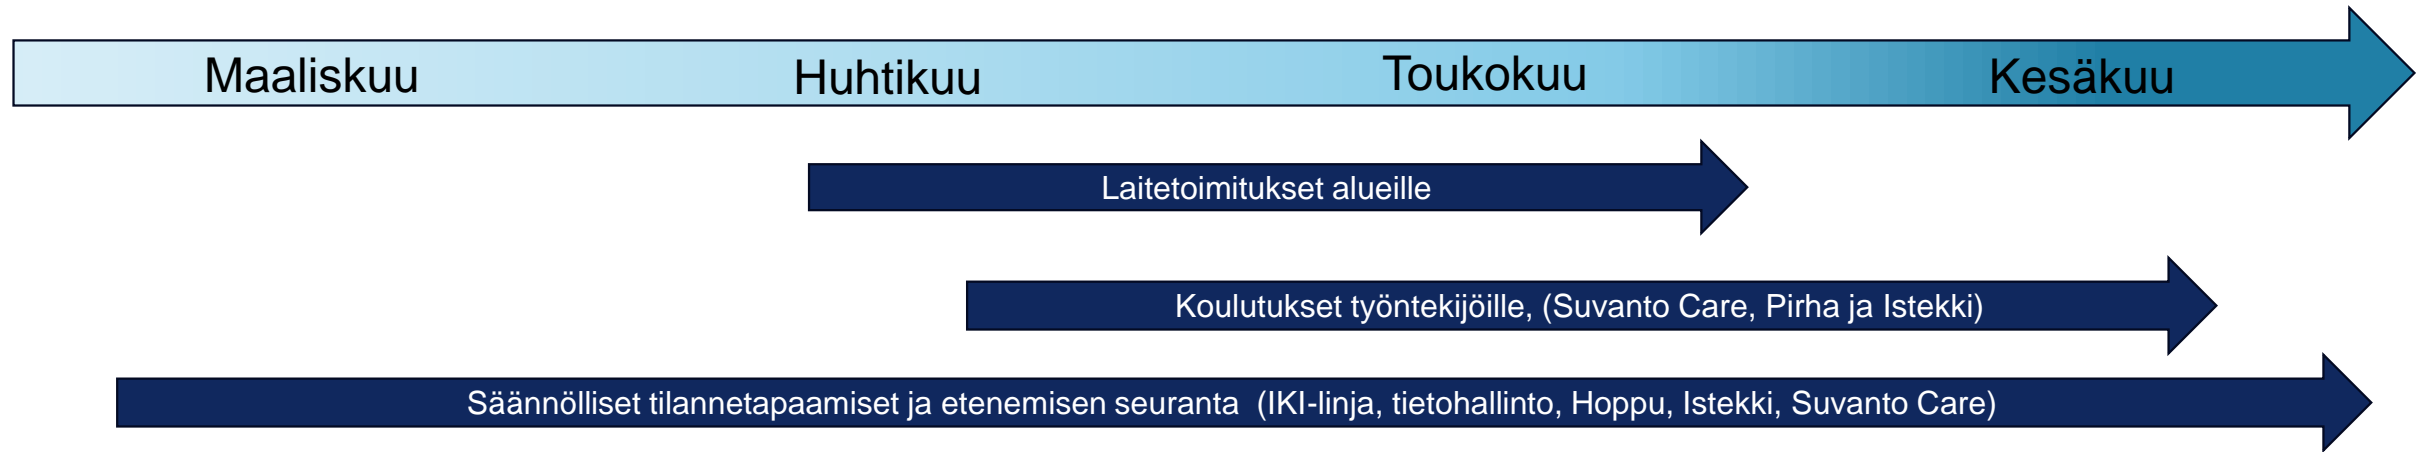 Maaliskuu Huhtikuu Toukokuu Kesäkuu
Laitetoimitukset alueille
Koulutukset työntekijöille, (Suvanto Care, Pirha ja Istekki)
Säännölliset tilannetapaamiset ja etenemisen seuranta (IKI-linja, tietohallinto, Hoppu, Istekki, Suvanto Care)